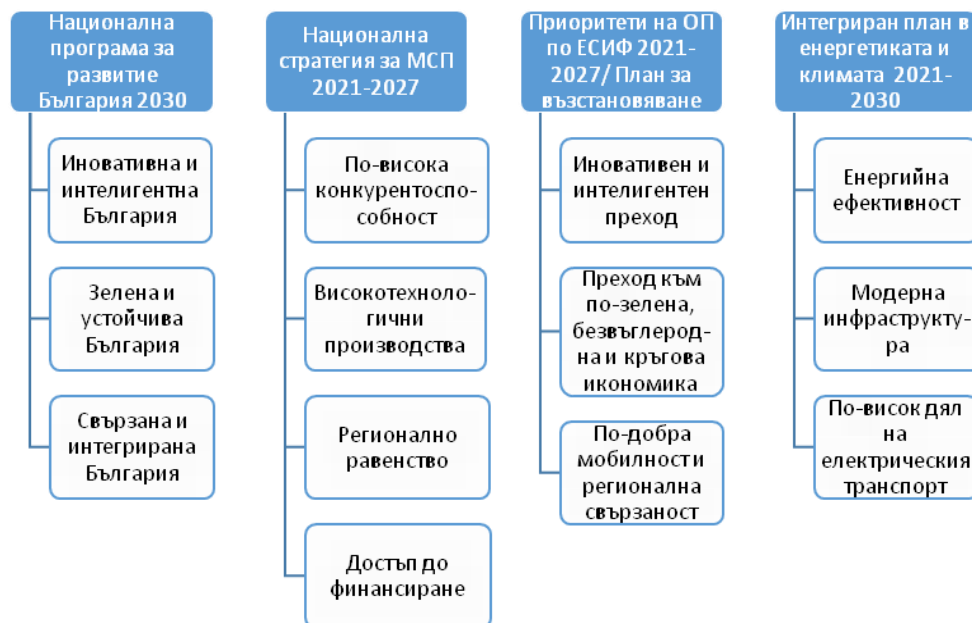 Национална
програма за
развитие
България 2030
Иновативна и
интелигентна
България
Зелена и
устойчива
България
Свързана и
интегрирана
България
Национална
стратегия за МСП
2021-2027
По-висока
конкурентоспо-
собност
Високотехноло-
гични
производства
Регионално
равенство
Достъп до
финансиране
Приоритети на ОП
по ЕСИФ 2021-
2027/ План за
възстановяване
Иновативен и
интелигентен
преход
Преход към
по-зелена,
безвъглерод-
на и кръгова
икономика
По-добра
мобилност и
регионална
свързаност
Интегриран план в
енергетиката и
климата 2021-
2030
Енергийна
ефективност
Модерна
инфраструкту-
ра
По-висок дял
на
електрическия
транспорт